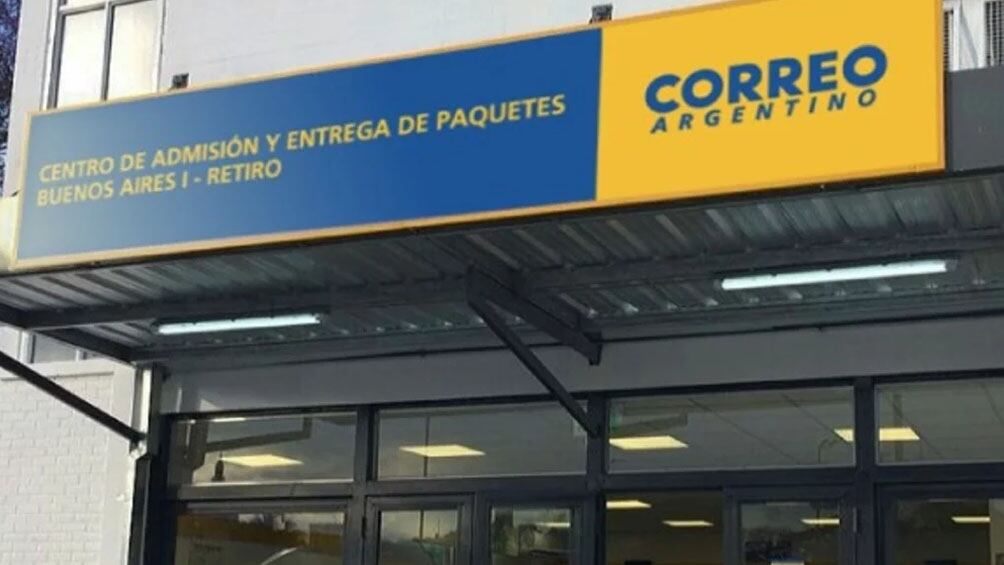 CENTRO DE ADMISIÓN Y ENTREGA DE PAQUETES
BUENOS AIRES I - RETIRO
CORREO
ARGENTINO